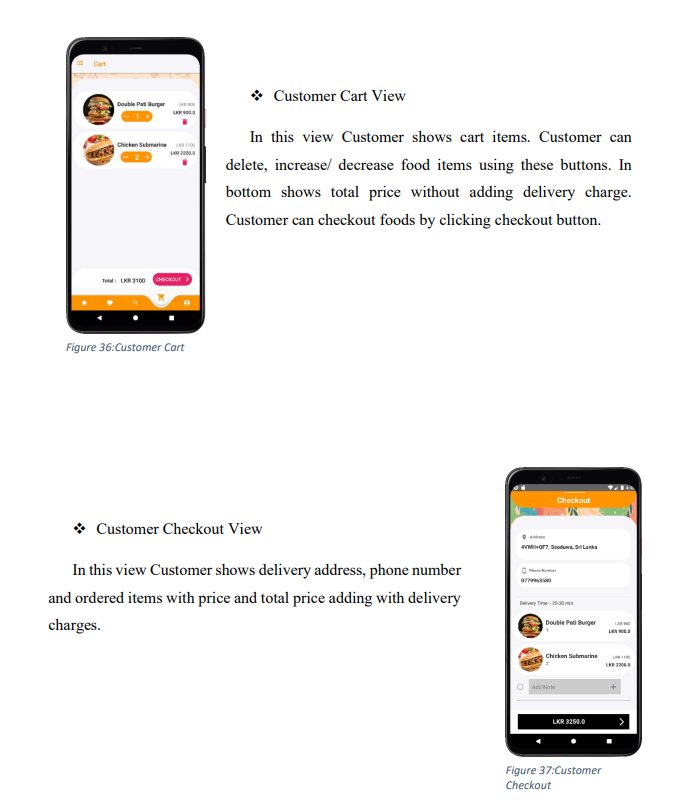 Cart
Double Pati Burger
LKR 900
LKR 900.0
1
Chicken Submarine
LKR 1100
LKR 2200.0
2
Total : LKR 3100
CHECKOUT
Figure 36:Customer Cart
❖ Customer Cart View
In this view Customer shows cart items. Customer can
delete, increase/ decrease food items using these buttons. In
bottom shows total price without adding delivery charge.
Customer can checkout foods by clicking checkout button.
❖ Customer Checkout View
In this view Customer shows delivery address, phone number
and ordered items with price and total price adding with delivery
charges.
Checkout
Address
4VWH+QF7, Seeduwa, Sri Lanka
Phone Number
0779963580
Delivery Time - 20-30 min
Double Pati Burger
LKR 900
1
LKR 900.0
Chicken Submarine
LKR 1100
2
LKR 2200.0
Add Note
LKR 3250.0
Figure 37:Customer
Checkout